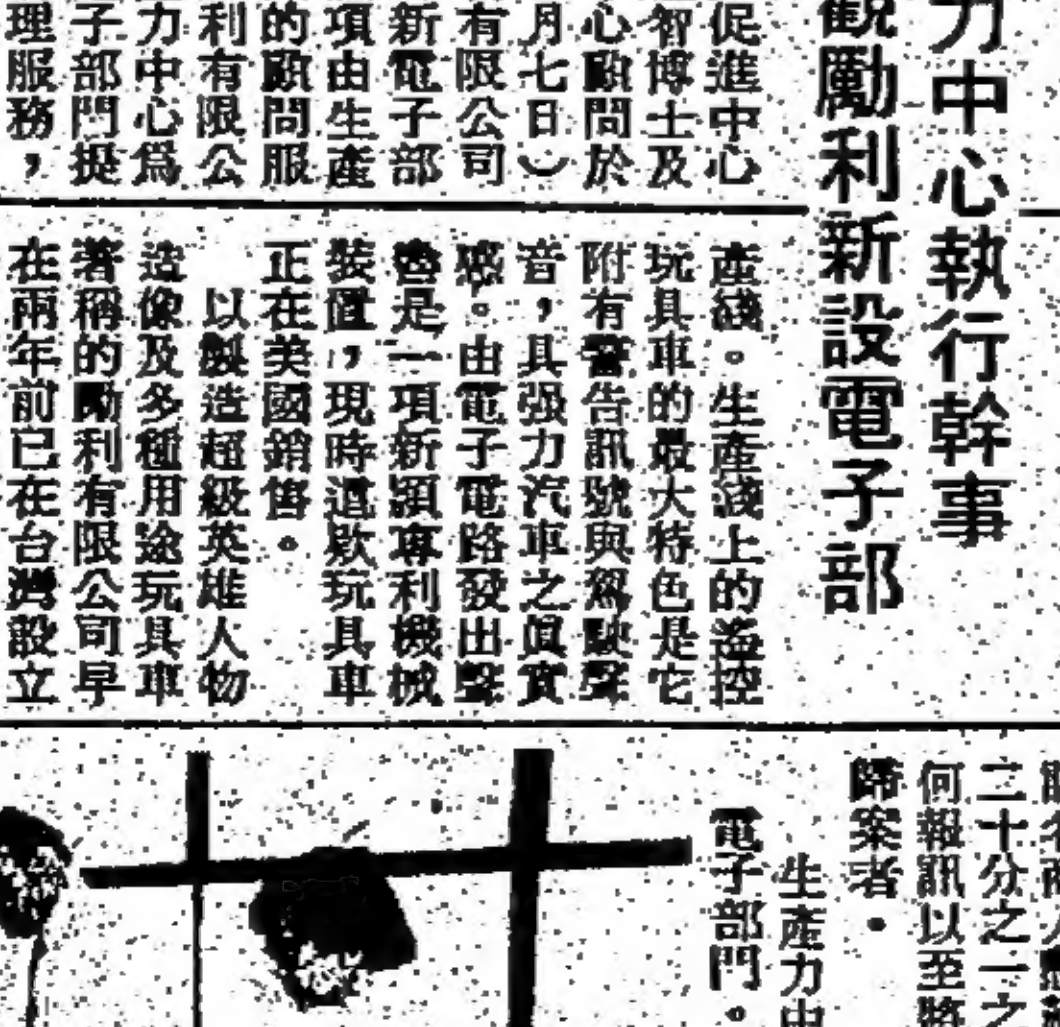 力中心執行幹事
觀勵利新設電子部
促進中心
智博士及
心顧問於
月七日︶
有限公司
新電子部
項由生產
的顧問服
利有限公
力中心爲
子部門提
理服務，
產綫。生產綫上的遙控
玩具車的最大特色是它
附有警告訊號與駕駛聲
音，具强力汽車之眞實
感。由電子電路發出聲
響是一項新頴專利機械
裝置，現時這款玩具車
正在美國銷售。
以製造超級英雄人物
造像及多種用途玩具車
著稱的勵利有限公司早
在兩年前已在台灣設立
二十分之一之
何報訊以至將
歸案者。
生產力中
電子部門。